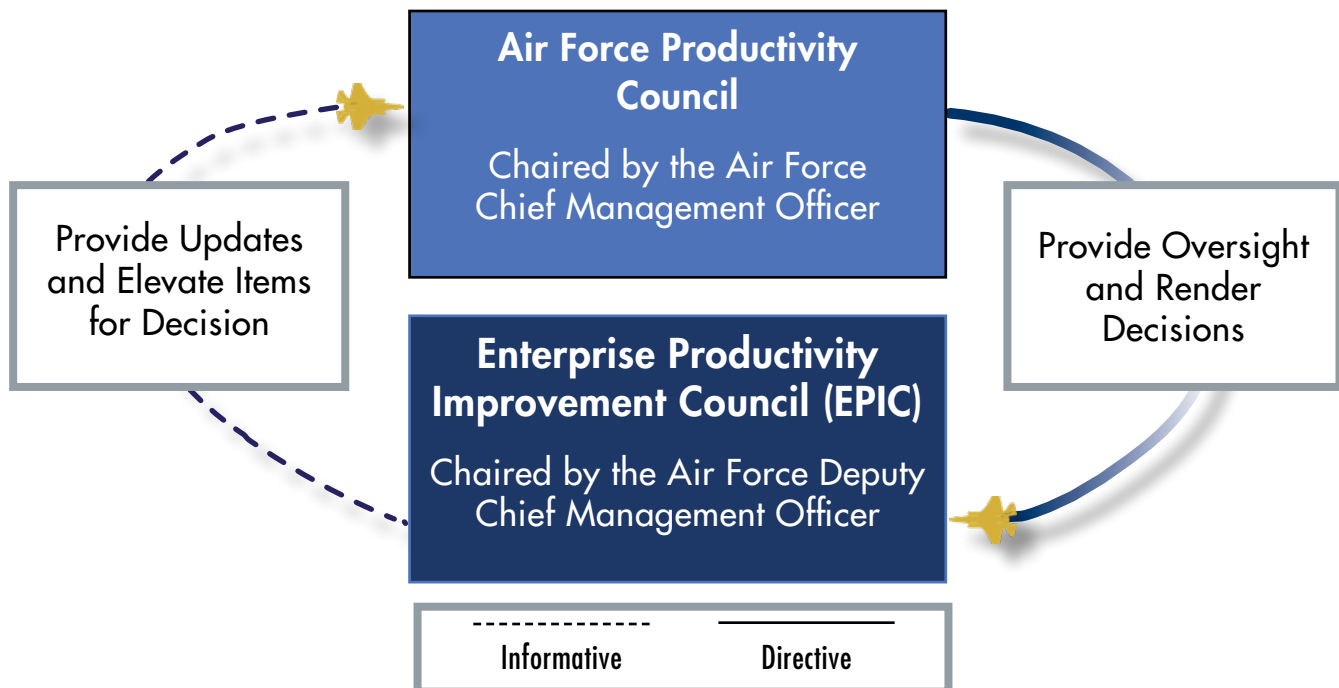 Air Force Productivity
Council
Chaired by the Air Force
Chief Management Officer
Provide Updates
and Elevate Items
for Decision
Provide Oversight
and Render
Decisions
Enterprise Productivity
Improvement Council (EPIC)
Chaired by the Air Force Deputy
Chief Management Officer
Informative
Directive